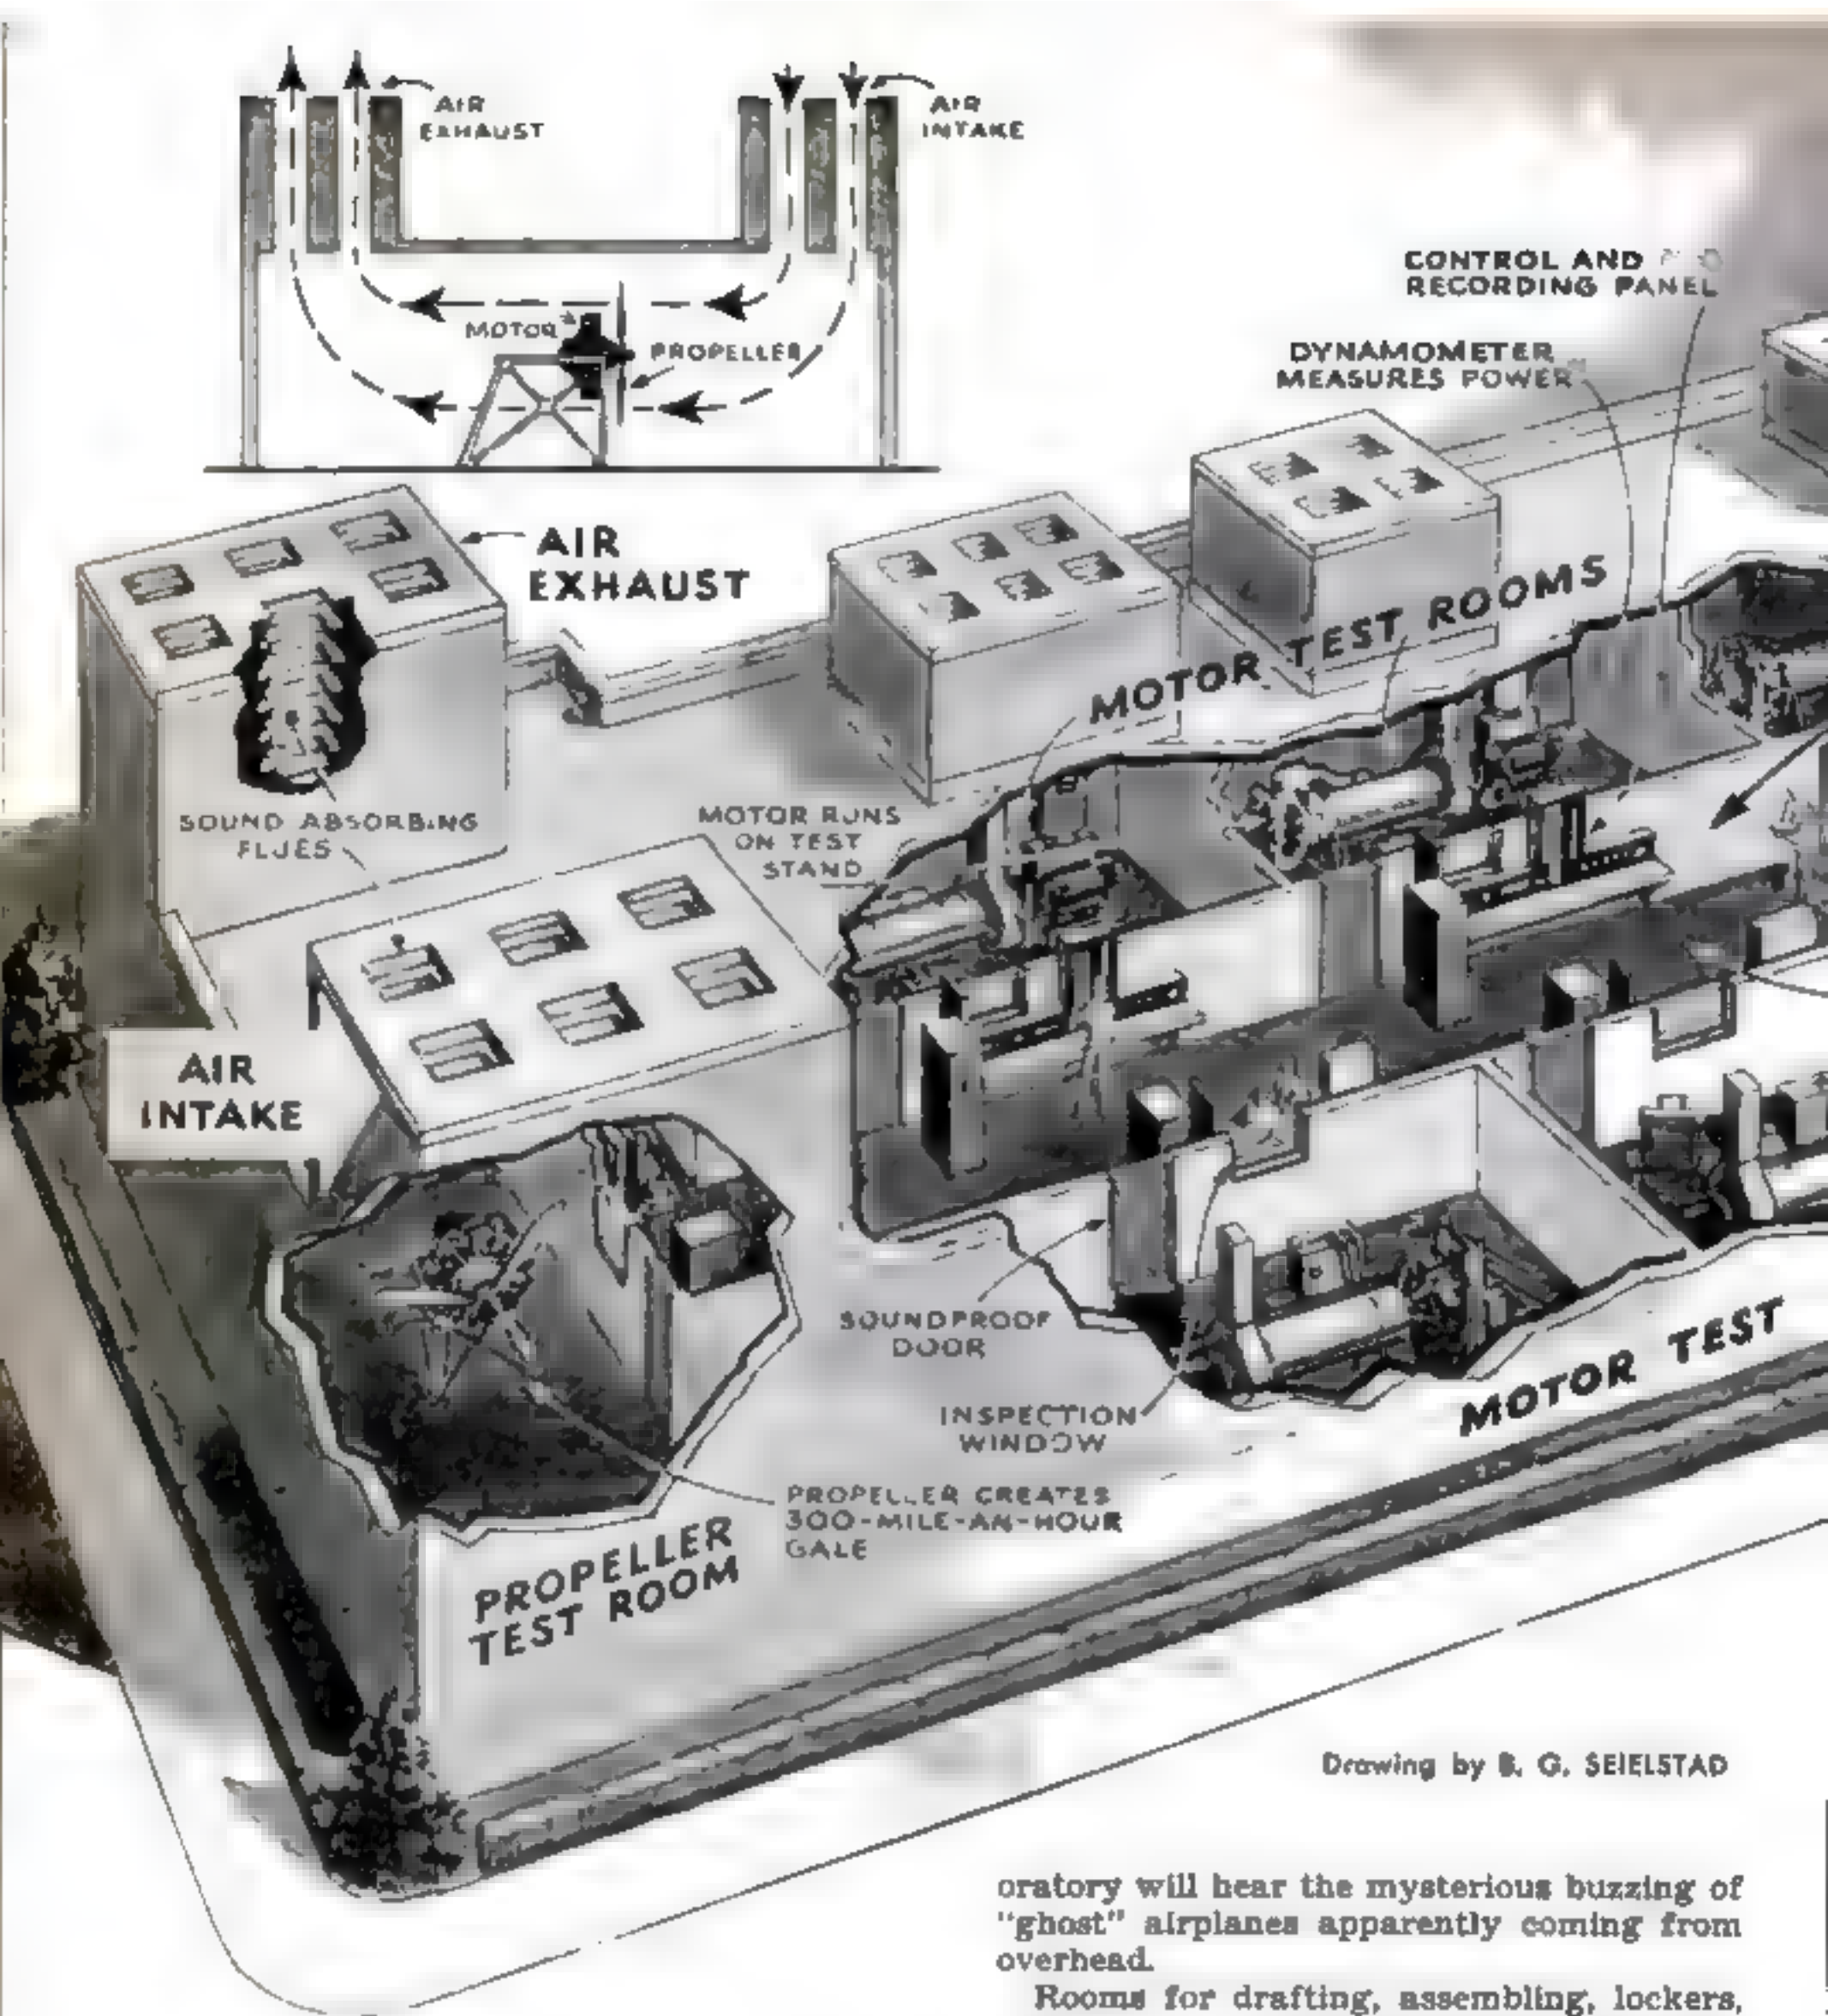 AIR
EXHAUST
AIR
INTAKE
MOTOR
PROPELLER
CONTROL AND
RECORDING PANEL
DYNAMOMETER
MEASURES POWER
AIR
EXHAUST
MOTOR TEST ROOMS
SOUND ABSORBING
FLUES
MOTOR RUNS
ON TEST
STAND
AIR
INTAKE
SOUNDPROOF
DOOR
INSPECTION
WINDOW
MOTOR TEST
PROPELLER CREATES
300-MILE-AN-HOUR
GALE
PROPELLER
TEST ROOM
Drawing by B. G. SEIELSTAD
oratory will hear the mysterious buzzing of
"ghost" airplanes apparently coming from
overhead.
Rooms for drafting, assembling, lockers,